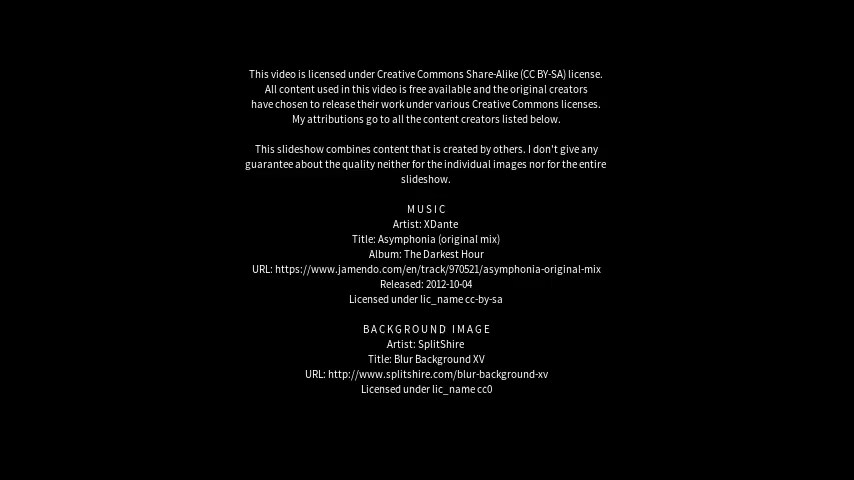 This video is licensed under Creative Commons Share-Alike (CC BY-SA) license.
All content used in this video is free available and the original creators
have chosen to release their work under various Creative Commons licenses.
My attributions go to all the content creators listed below.
This slideshow combines content that is created by others. I don't give any
guarantee about the quality neither for the individual images nor for the entire
slideshow.
MUSIC
Artist: XDante
Title: Asymphonia (original mix)
Album: The Darkest Hour
URL: https://www.jamendo.com/en/track/970521/asymphonia-original-mix
Released: 2012-10-04
Licensed under lic_name cc-by-sa
BACKGROUND IMAGE
Artist: SplitShire
Title: Blur Background XV
URL: http://www.splitshire.com/blur-background-xv
Licensed under lic_name cc0